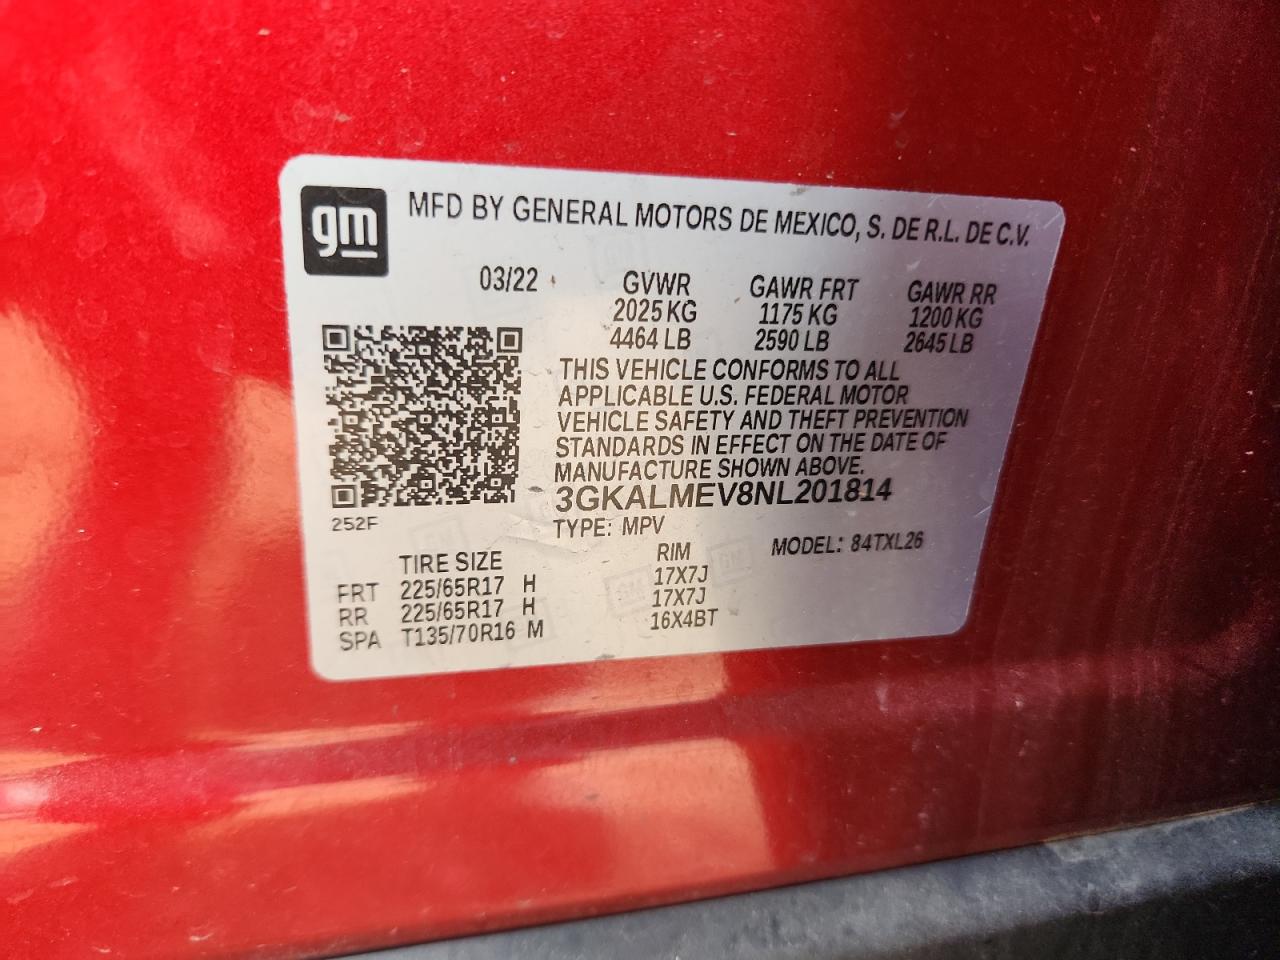 gm
MFD BY GENERAL MOTORS DE MEXICO, S. DE R.L. DE C.V.
03/22 GVWR GAWR FRT GAWR RR
2025 KG 1175 KG 1200 KG
4464 LB 2590 LB 2645 LB
THIS VEHICLE CONFORMS TO ALL
APPLICABLE U.S. FEDERAL MOTOR
VEHICLE SAFETY AND THEFT PREVENTION
STANDARDS IN EFFECT ON THE DATE OF
MANUFACTURE SHOWN ABOVE.
3GKALMEV8NL201814
252F
TYPE: MPV MODEL: 84TXL26
TIRE SIZE RIM
FRT 225/65R17 H 17X7J
RR 225/65R17 H 17X7J
SPA T135/70R16 M 16X4BT